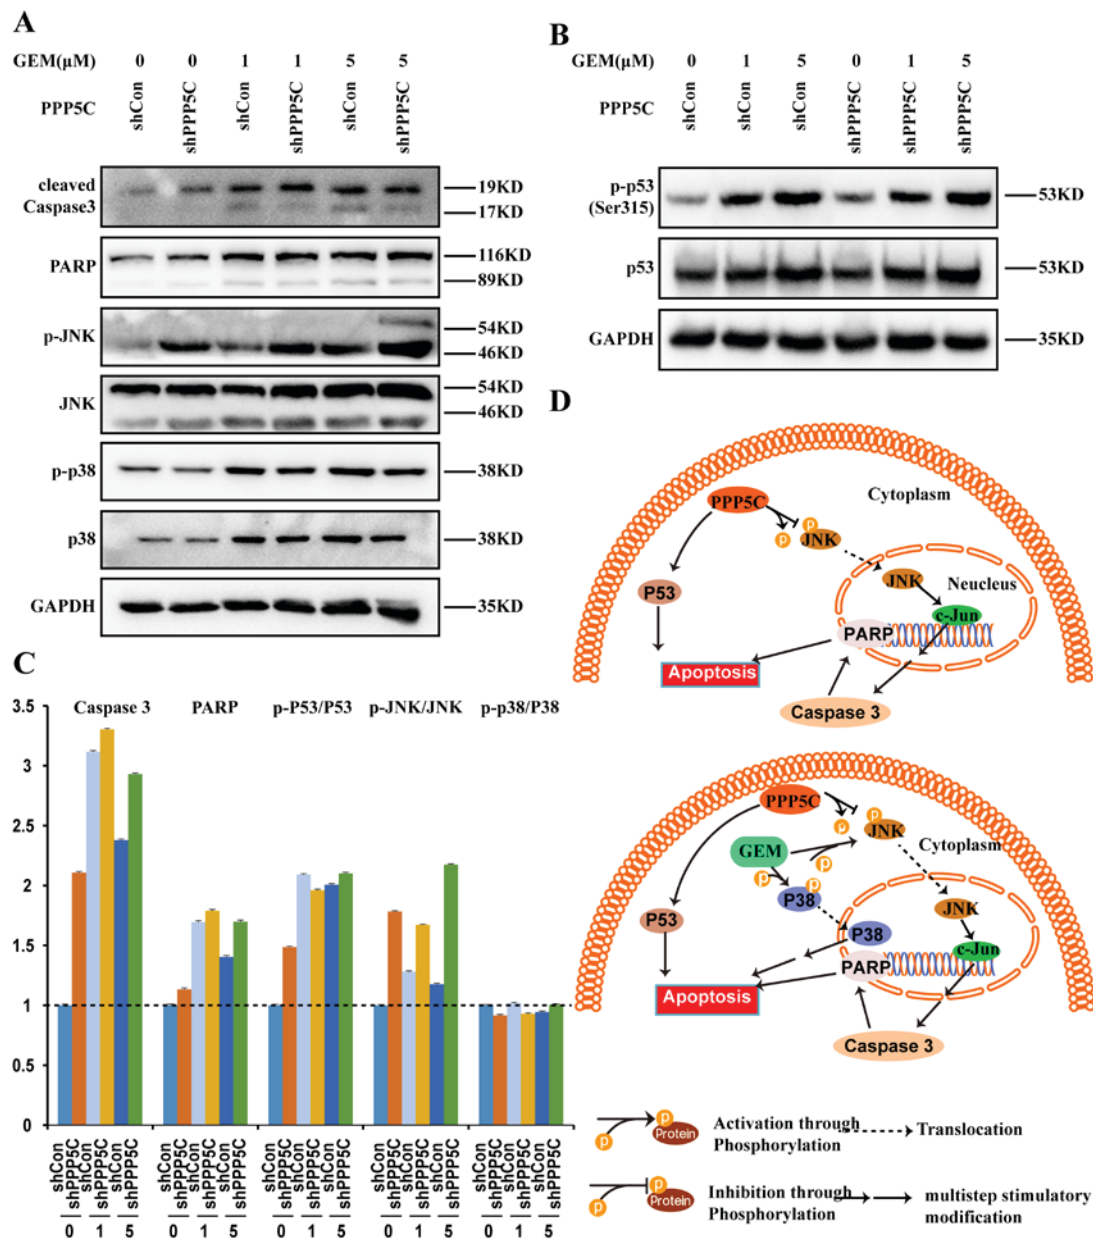 A
GEM(μM) 0 0 1 1 5 5
PPP5C shCon shPPP5C shCon shPPP5C shCon shPPP5C
cleaved
Caspase3
19KD
17KD
PARP
116KD
89KD
p-JNK
54KD
46KD
JNK
54KD
46KD
p-p38
38KD
p38
38KD
GAPDH
35KD
B
GEM(μM) 0 1 5 0 1 5
PPP5C shCon shCon shCon shPPP5C shPPP5C shPPP5C
p-p53
(Ser315)
53KD
p53
53KD
GAPDH
35KD
C
Caspase 3 PARP p-P53/P53 p-JNK/JNK p-p38/P38
3.5
3
2.5
2
1.5
1
0.5
0
shCon shPPP5C shCon shPPP5C shCon shPPP5C shCon shPPP5C shCon shPPP5C shCon shPPP5C shCon shPPP5C shCon shPPP5C shCon shPPP5C shCon shPPP5C shCon shPPP5C shCon shPPP5C shCon shPPP5C shCon shPPP5C shCon shPPP5C
0 1 5 0 1 5 0 1 5 0 1 5 0 1 5
D
Cytoplasm
PPP5C
P
P
JNK
P53
JNK
Neucleus
c-Jun
PARP
Apoptosis
Caspase 3
PPP5C
P
P
JNK
GEM
Cytoplasm
P
P
P
P38
P53
JNK
P38
c-Jun
PARP
Apoptosis
Caspase 3
P
P
Protein
Activation through
Phosphorylation
Translocation
P
P
Protein
Inhibition through
Phosphorylation
multistep stimulatory
modification